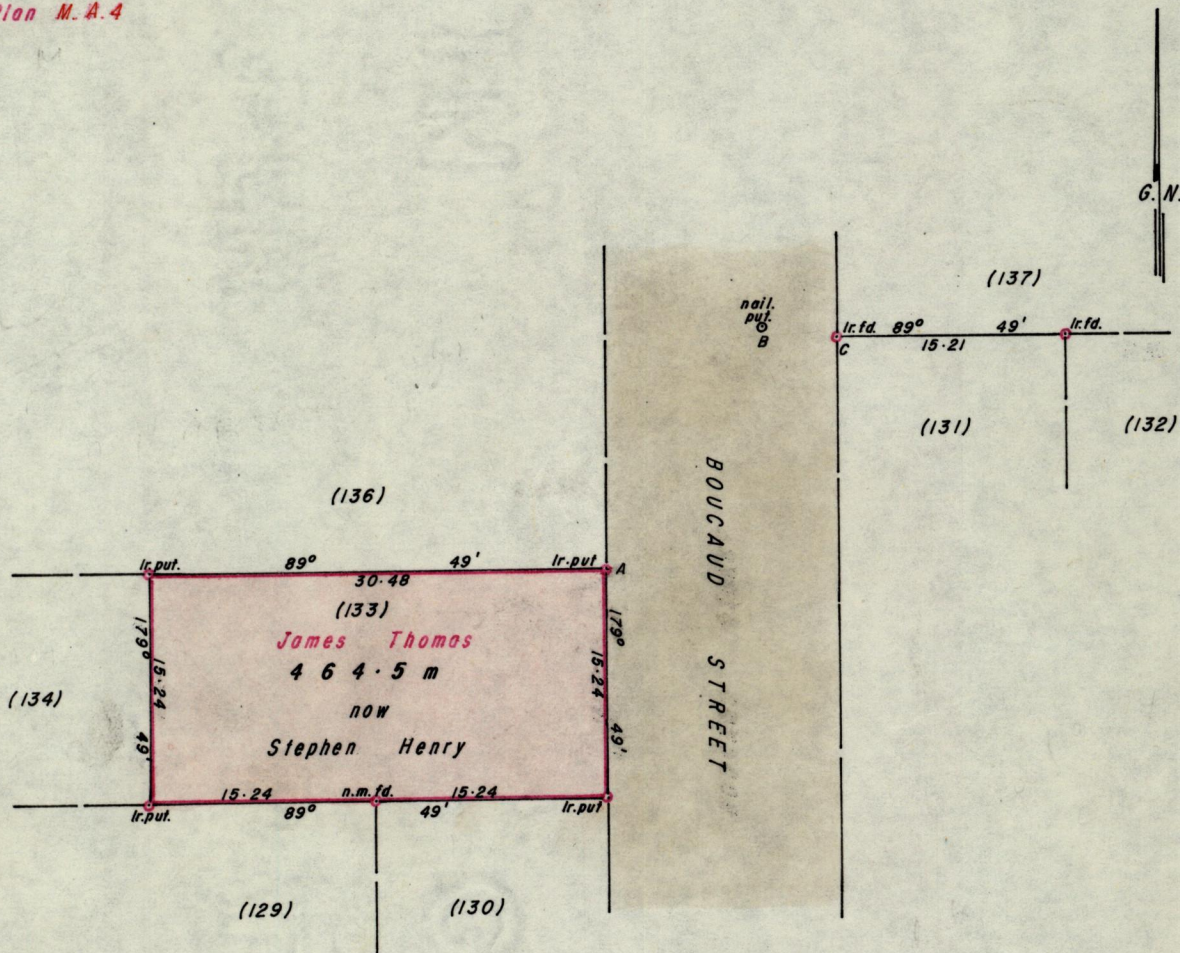 Plan M.A.4
G.N.
(137)
nail.
put.
B
Ir.fd. 89° 49' Ir.fd.
C
15·21
(131)
(132)
(136)
Ir.put. 89° 49' Ir.put A
30·48
(133)
James Thomas
464·5m
now
Stephen Henry
179° 15·24 49'
179° 15·24 49'
(134)
15·24 n.m.fd. 15·24
Ir.put. 89° 49' Ir.put
(129)
(130)
BOUCAUD STREET